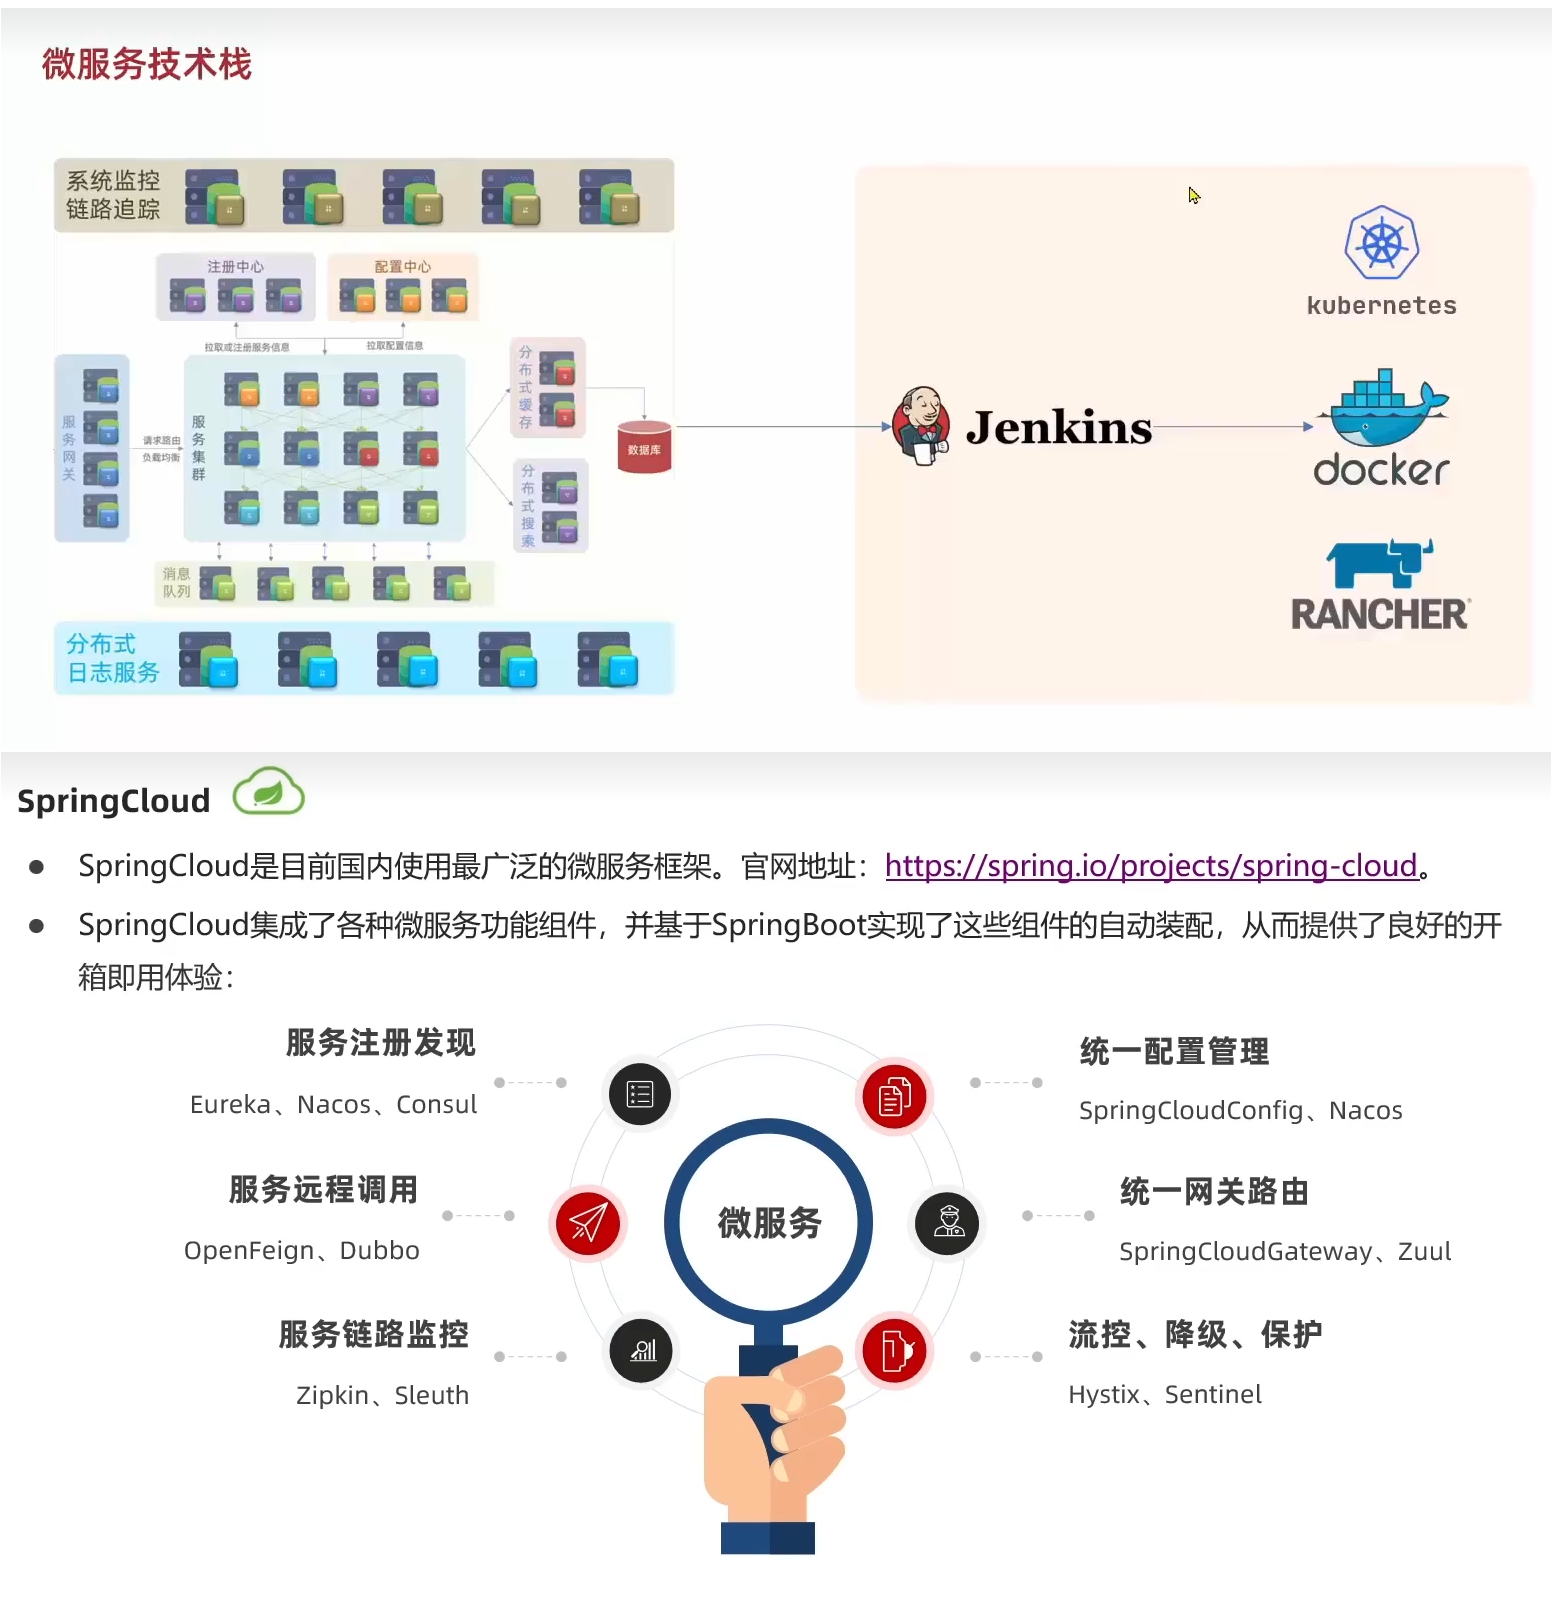 微服务技术栈
系统监控
链路追踪
注册中心
配置中心
拉取或注册服务信息
拉取配置信息
服务网关
请求路由
负载均衡
服务集群
分布式缓存
分布式搜索
数据库
消息
队列
分布式
日志服务
Jenkins
kubernetes
docker
RANCHER
SpringCloud
● SpringCloud是目前国内使用最广泛的微服务框架。官网地址：https://spring.io/projects/spring-cloud。
● SpringCloud集成了各种微服务功能组件，并基于SpringBoot实现了这些组件的自动装配，从而提供了良好的开
箱即用体验：
服务注册发现
Eureka、Nacos、Consul
统一配置管理
SpringCloudConfig、Nacos
服务远程调用
OpenFeign、Dubbo
微服务
统一网关路由
SpringCloudGateway、Zuul
服务链路监控
Zipkin、Sleuth
流控、降级、保护
Hystix、Sentinel